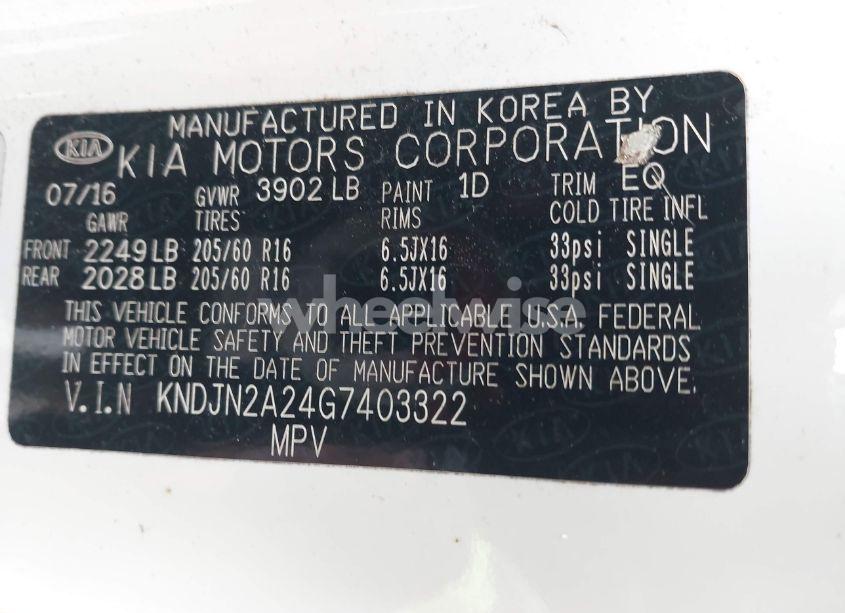 MANUFACTURED IN KOREA BY
KIA KIA MOTORS CORPORATION
07/16 GVWR 3902 LB PAINT 1D TRIM EQ
GAWR TIRES RIMS COLD TIRE INFL
FRONT 2249 LB 205/60 R16 6.5JX16 33psi SINGLE
REAR 2028 LB 205/60 R16 6.5JX16 33psi SINGLE
wheelwise
THIS VEHICLE CONFORMS TO ALL APPLICABLE U.S.A. FEDERAL
MOTOR VEHICLE SAFETY AND THEFT PREVENTION STANDARDS
IN EFFECT ON THE DATE OF MANUFACTURE SHOWN ABOVE.
V.I.N KNDJN2A24G7403322
MPV